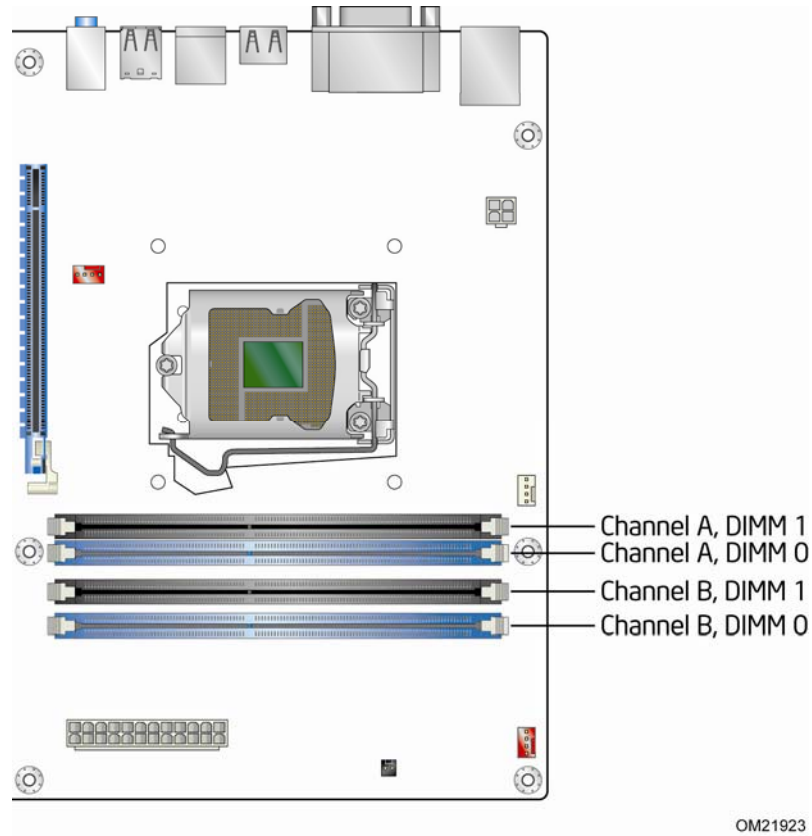 Channel A, DIMM 1
Channel A, DIMM 0
Channel B, DIMM 1
Channel B, DIMM 0
OM21923